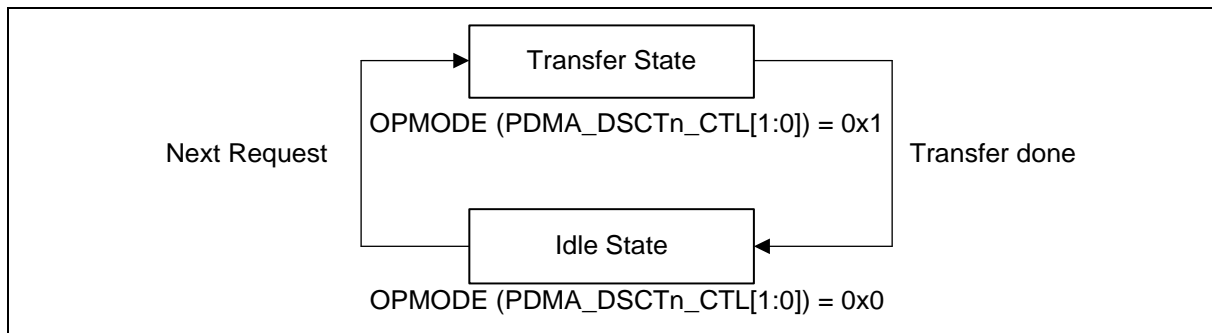 Transfer State
OPMODE (PDMA_DSCTn_CTL[1:0]) = 0x1
Next Request
Transfer done
Idle State
OPMODE (PDMA_DSCTn_CTL[1:0]) = 0x0